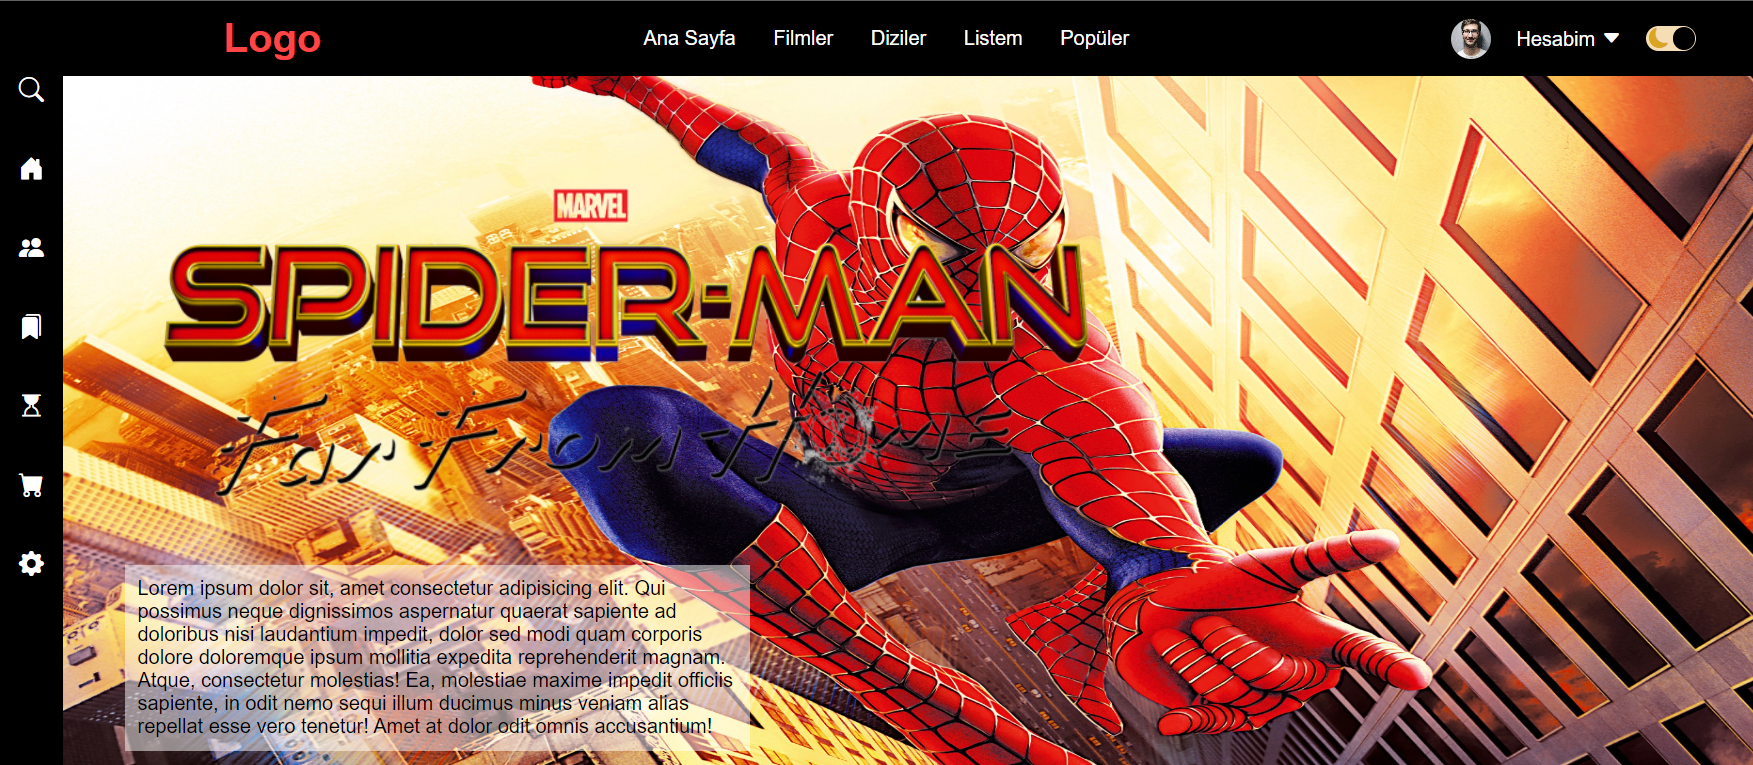 Logo
Ana Sayfa
Filmler
Diziler
Listem
Popüler
Hesabim
MARVEL
SPIDER-MAN
Far From Home
Lorem ipsum dolor sit, amet consectetur adipisicing elit. Qui
possimus neque dignissimos aspernatur quaerat sapiente ad
doloribus nisi laudantium impedit, dolor sed modi quam corporis
dolore doloremque ipsum mollitia expedita reprehenderit magnam.
Atque, consectetur molestias! Ea, molestiae maxime impedit officiis
sapiente, in odit nemo sequi illum ducimus minus veniam alias
repellat esse vero tenetur! Amet at dolor odit omnis accusantium!